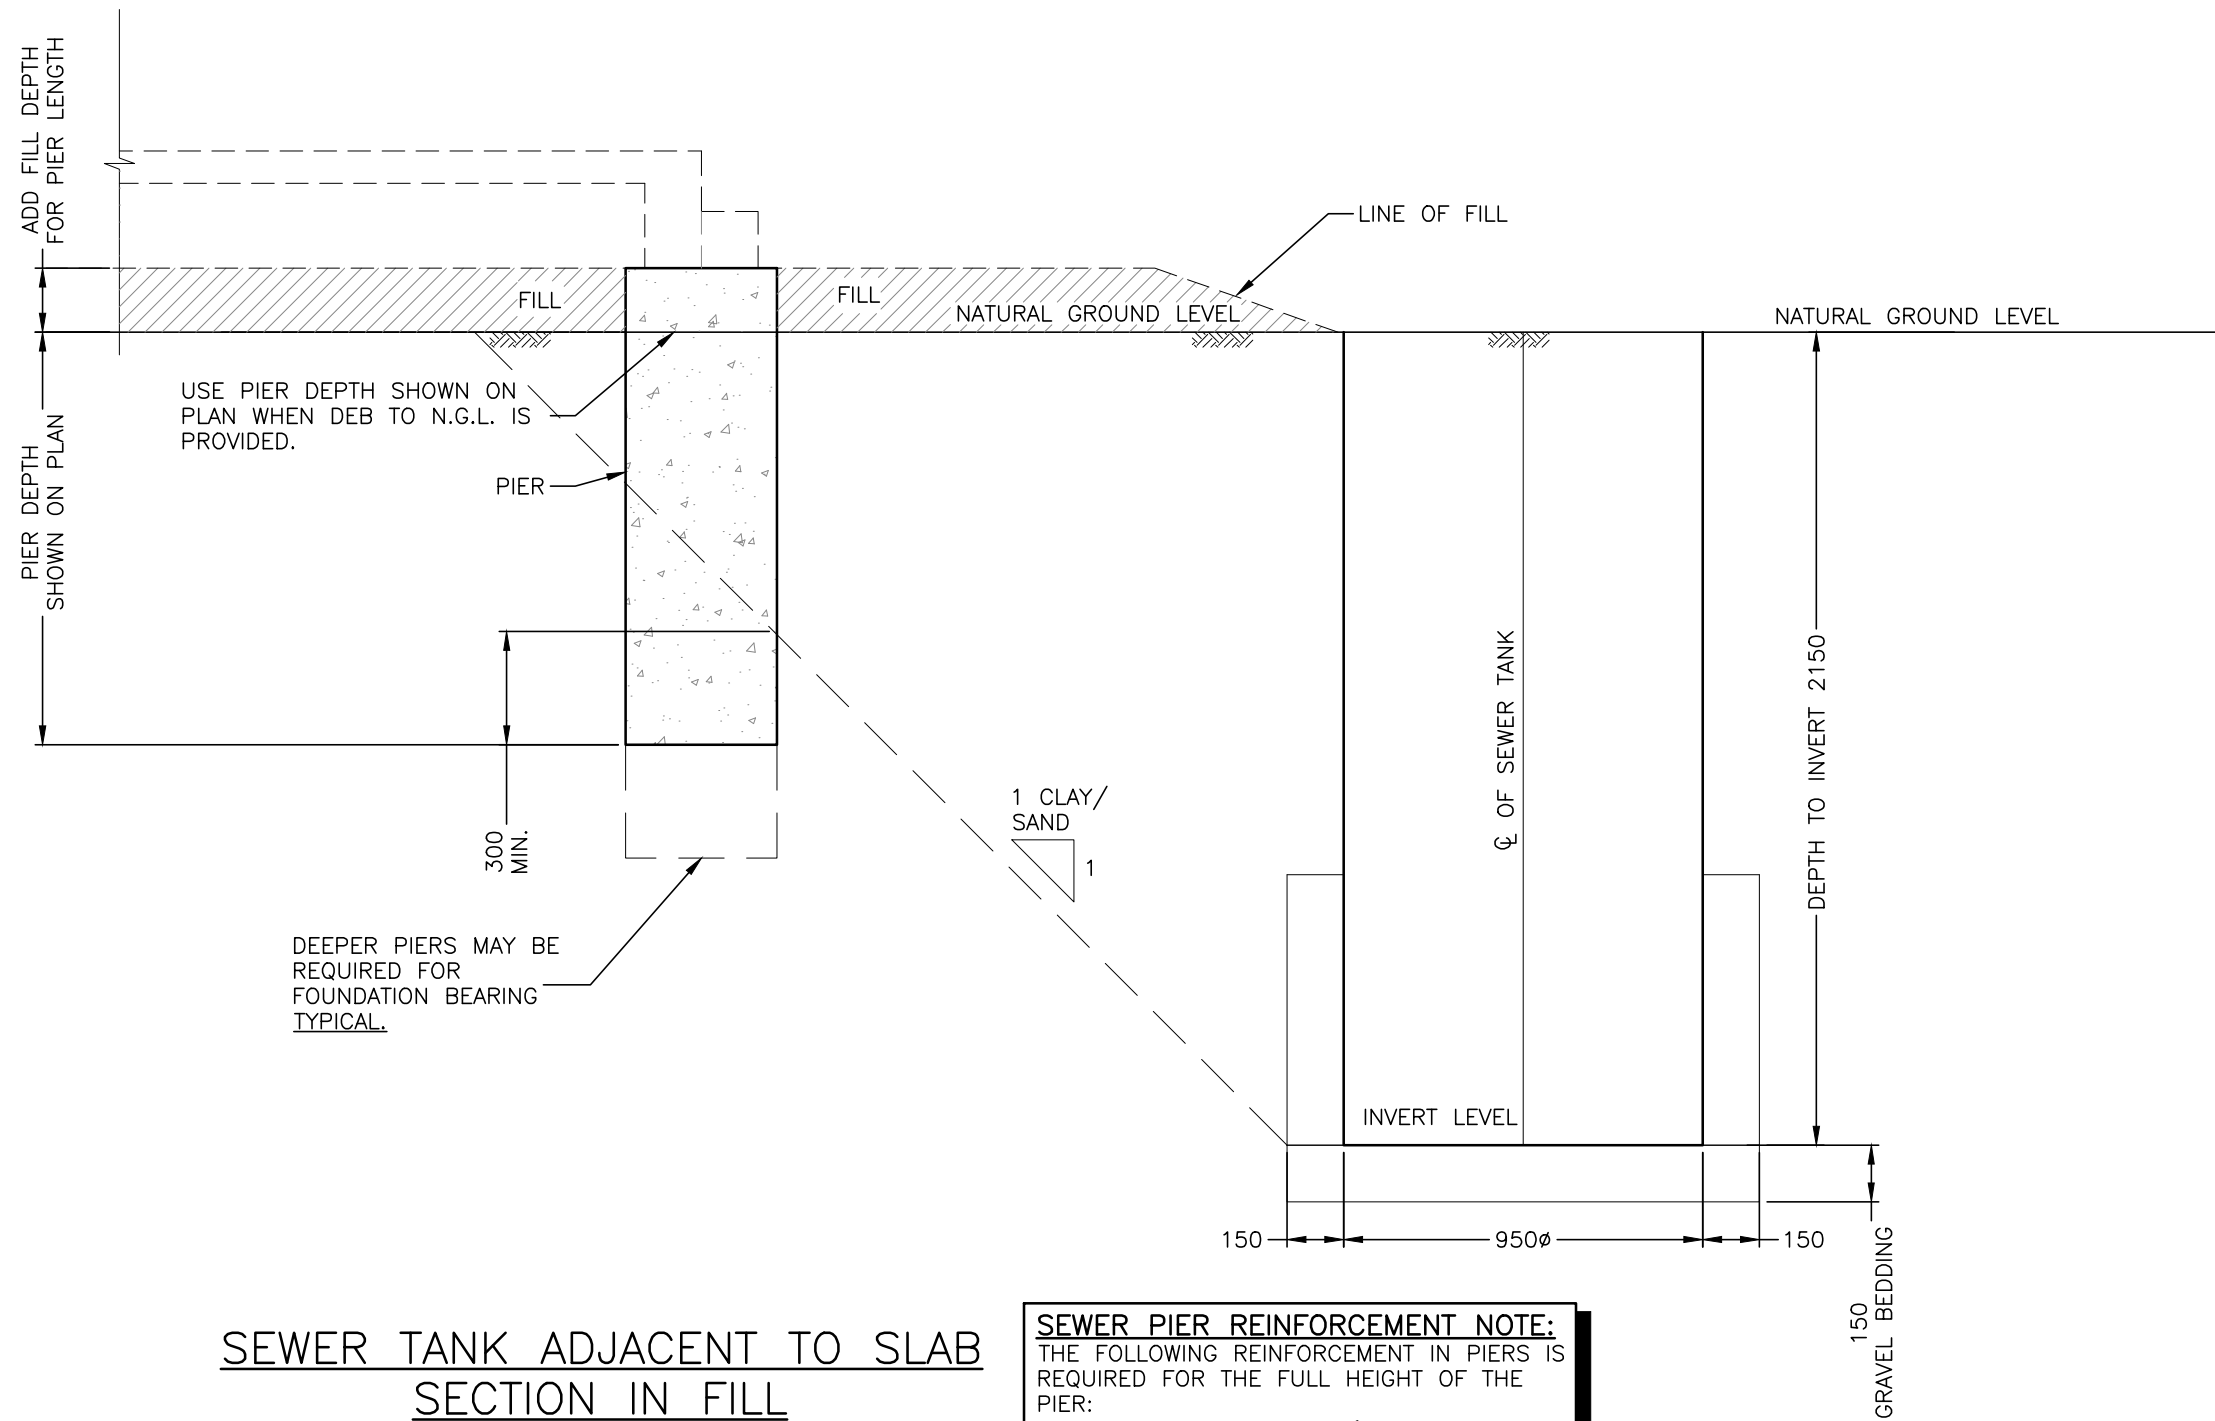 ADD FILL DEPTH
FOR PIER LENGTH
LINE OF FILL
FILL
FILL
NATURAL GROUND LEVEL
NATURAL GROUND LEVEL
USE PIER DEPTH SHOWN ON
PLAN WHEN DEB TO N.G.L. IS
PROVIDED.
PIER DEPTH
SHOWN ON PLAN
PIER
300
MIN.
1 CLAY/
SAND
1
℄ OF SEWER TANK
DEPTH TO INVERT 2150
DEEPER PIERS MAY BE
REQUIRED FOR
FOUNDATION BEARING
TYPICAL.
INVERT LEVEL
150
950ø
150
150
GRAVEL BEDDING
SEWER TANK ADJACENT TO SLAB
SECTION IN FILL
SEWER PIER REINFORCEMENT NOTE:
THE FOLLOWING REINFORCEMENT IN PIERS IS
REQUIRED FOR THE FULL HEIGHT OF THE
PIER: